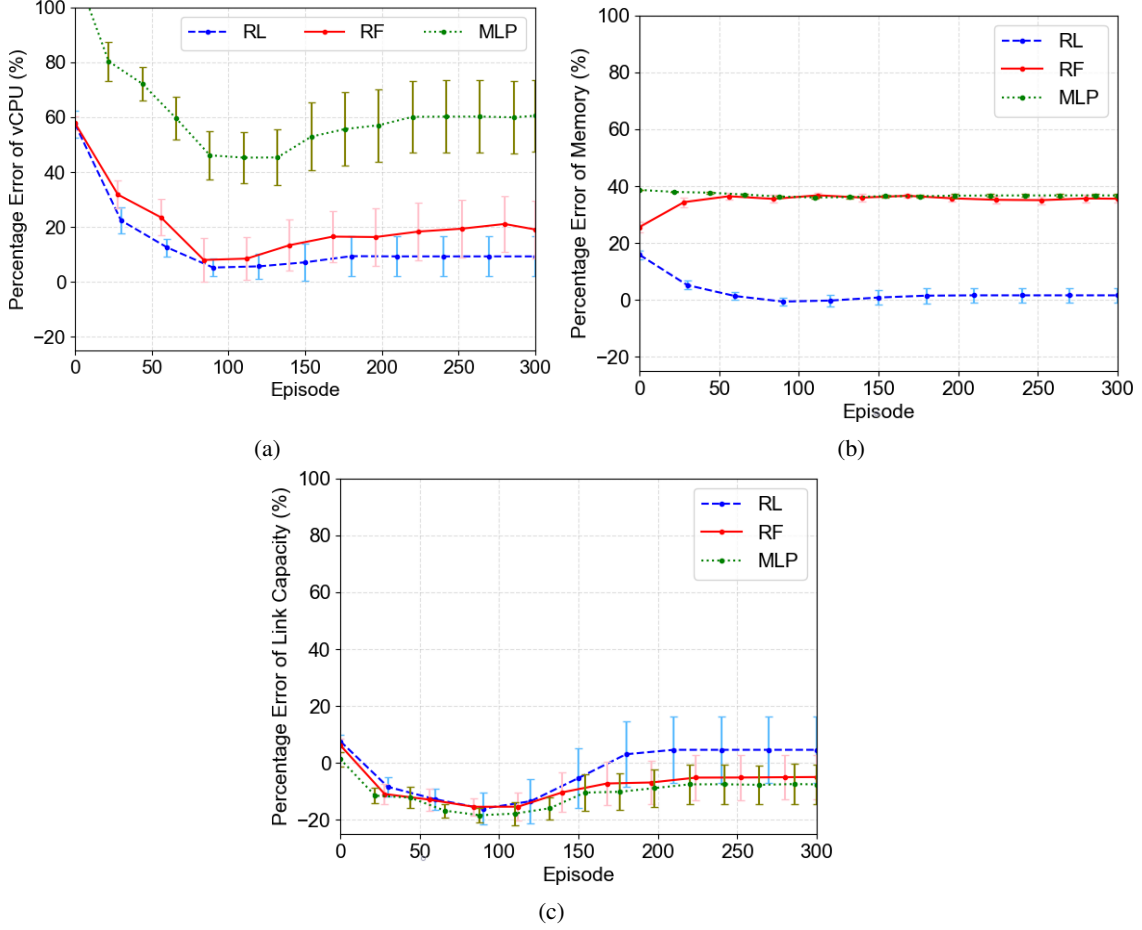 Percentage Error of vCPU (%)
100
80
60
40
20
0
−20
RL RF MLP
0 50 100 150 200 250 300
Episode
(a)
Percentage Error of Memory (%)
100
80
60
40
20
0
−20
RL
RF
MLP
0 50 100 150 200 250 300
Episode
(b)
Percentage Error of Link Capacity (%)
100
80
60
40
20
0
−20
RL
RF
MLP
0 50 100 150 200 250 300
Episode
(c)